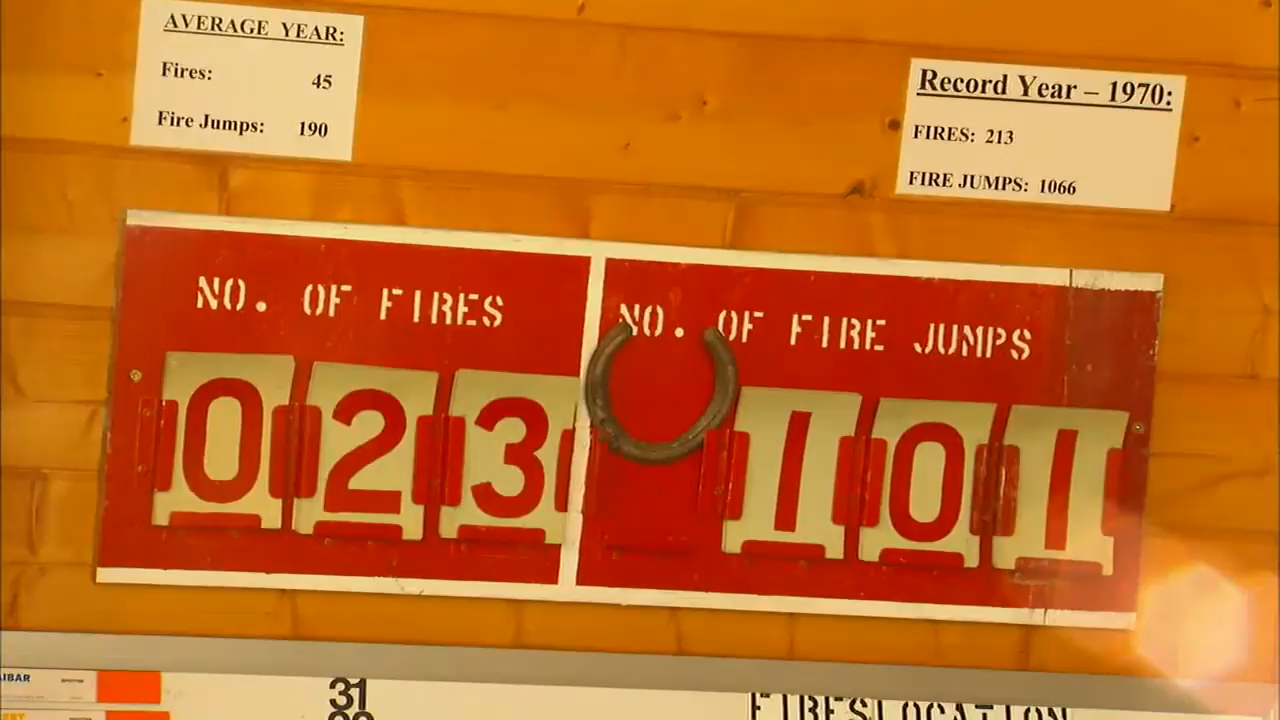 AVERAGE YEAR:
Fires: 45
Fire Jumps: 190
Record Year – 1970:
FIRES: 213
FIRE JUMPS: 1066
NO. OF FIRES
NO. OF FIRE JUMPS
023
101
31
FIRES LOCATION